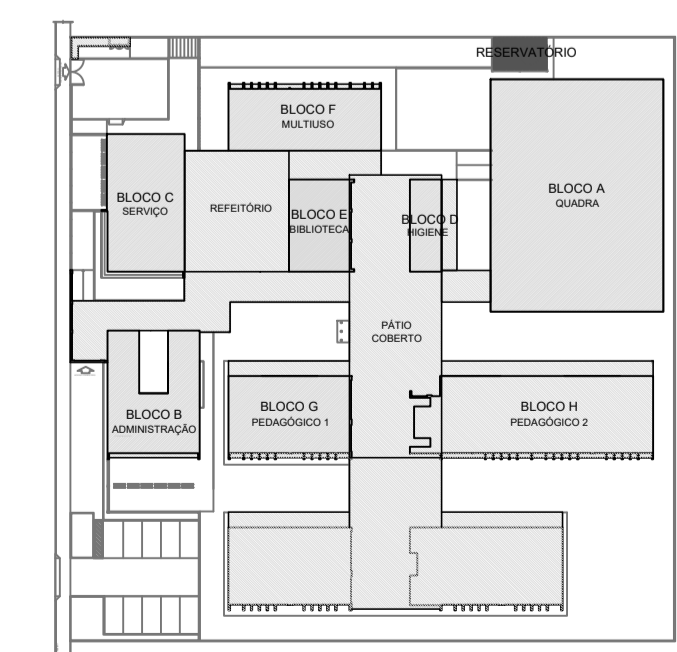 RESERVATÓRIO
BLOCO F
MULTIUSO
BLOCO A
QUADRA
BLOCO C
SERVIÇO
REFEITÓRIO
BLOCO E
BIBLIOTECA
BLOCO D
HIGIENE
PÁTIO
COBERTO
BLOCO B
ADMINISTRAÇÃO
BLOCO G
PEDAGÓGICO 1
BLOCO H
PEDAGÓGICO 2